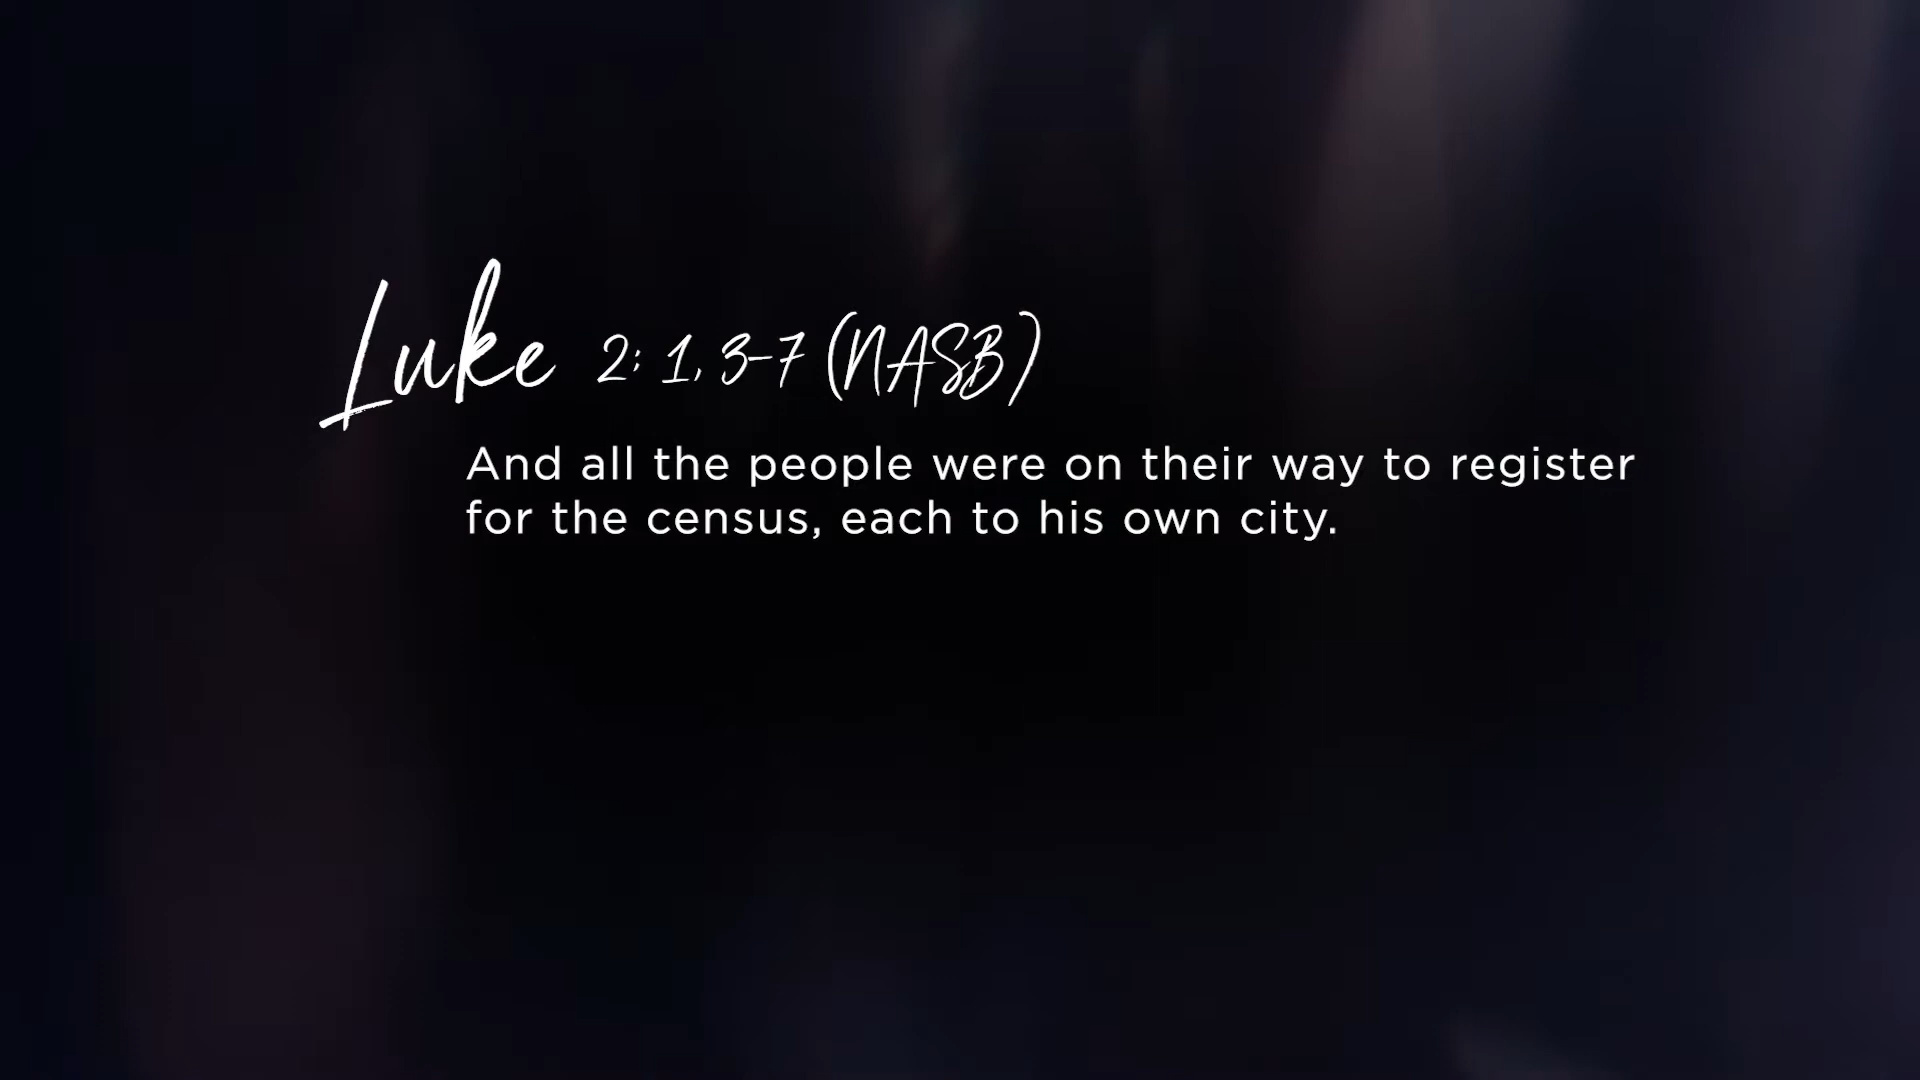 Luke 2: 1, 3-7 (NASB)
And all the people were on their way to register
for the census, each to his own city.